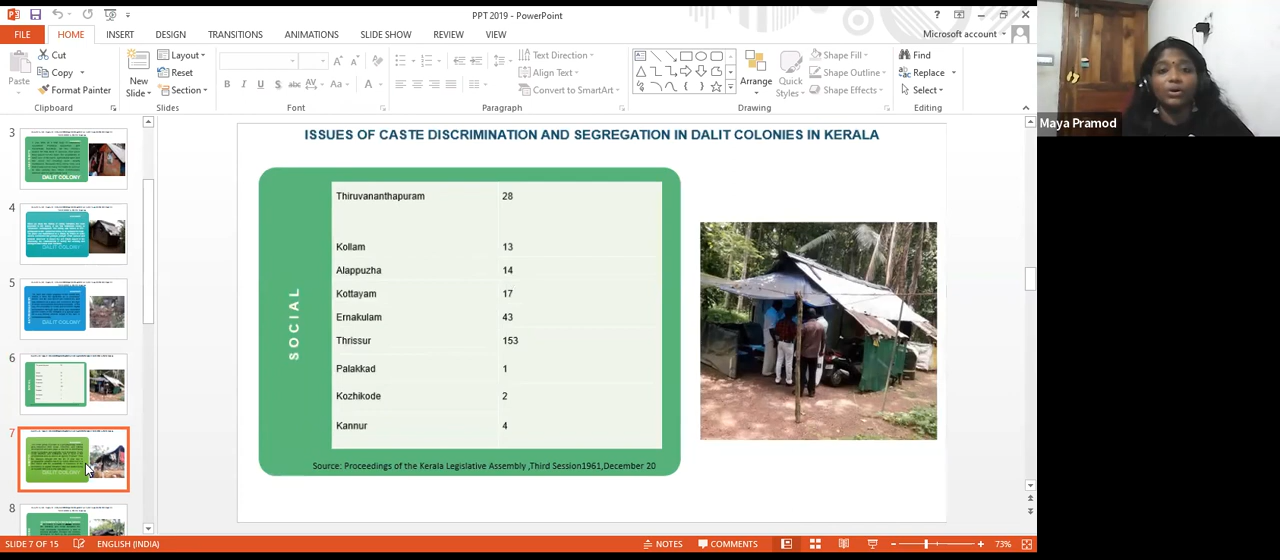 PPT 2019 - PowerPoint
FILE HOME INSERT DESIGN TRANSITIONS ANIMATIONS SLIDE SHOW REVIEW VIEW Microsoft account
Cut
Copy
Format Painter
Paste
Clipboard
New Slide
Layout
Reset
Section
Slides
Font
Text Direction
Align Text
Convert to SmartArt
Paragraph
Arrange
Quick Styles
Shape Fill
Shape Outline
Shape Effects
Drawing
Find
Replace
Select
Editing
Maya Pramod
3
DALIT COLONY
4
DALIT COLONY
5
DALIT COLONY
6
7
DALIT COLONY
8
ISSUES OF CASTE DISCRIMINATION AND SEGREGATION IN DALIT COLONIES IN KERALA
SOCIAL
Thiruvananthapuram 28
Kollam 13
Alappuzha 14
Kottayam 17
Ernakulam 43
Thrissur 153
Palakkad 1
Kozhikode 2
Kannur 4
Source: Proceedings of the Kerala Legislative Assembly ,Third Session1961,December 20
SLIDE 7 OF 15 ENGLISH (INDIA) NOTES COMMENTS 73%